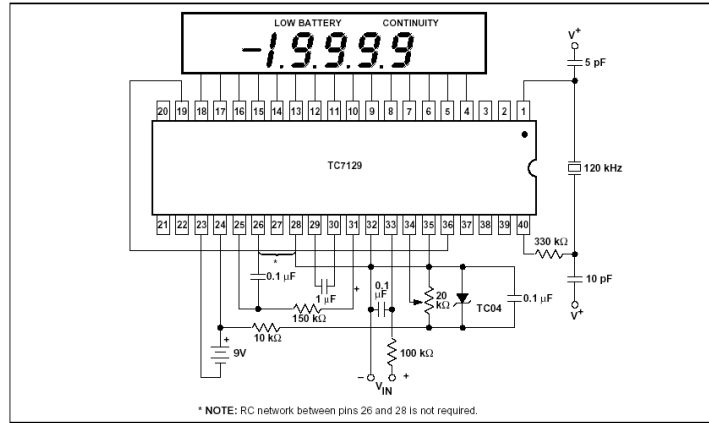 LOW BATTERY CONTINUITY
-1.9.9.9.9
V+
5 pF
20 19 18 17 16 15 14 13 12 11 10 9 8 7 6 5 4 3 2 1
TC7129
120 kHz
21 22 23 24 25 26 27 28 29 30 31 32 33 34 35 36 37 38 39 40
330 kΩ
*
0.1 µF
1 µF
+
0.1 µF
20 kΩ
TC04
0.1 µF
10 pF
150 kΩ
V+
10 kΩ
+
9V
100 kΩ
– VIN +
* NOTE: RC network between pins 26 and 28 is not required.